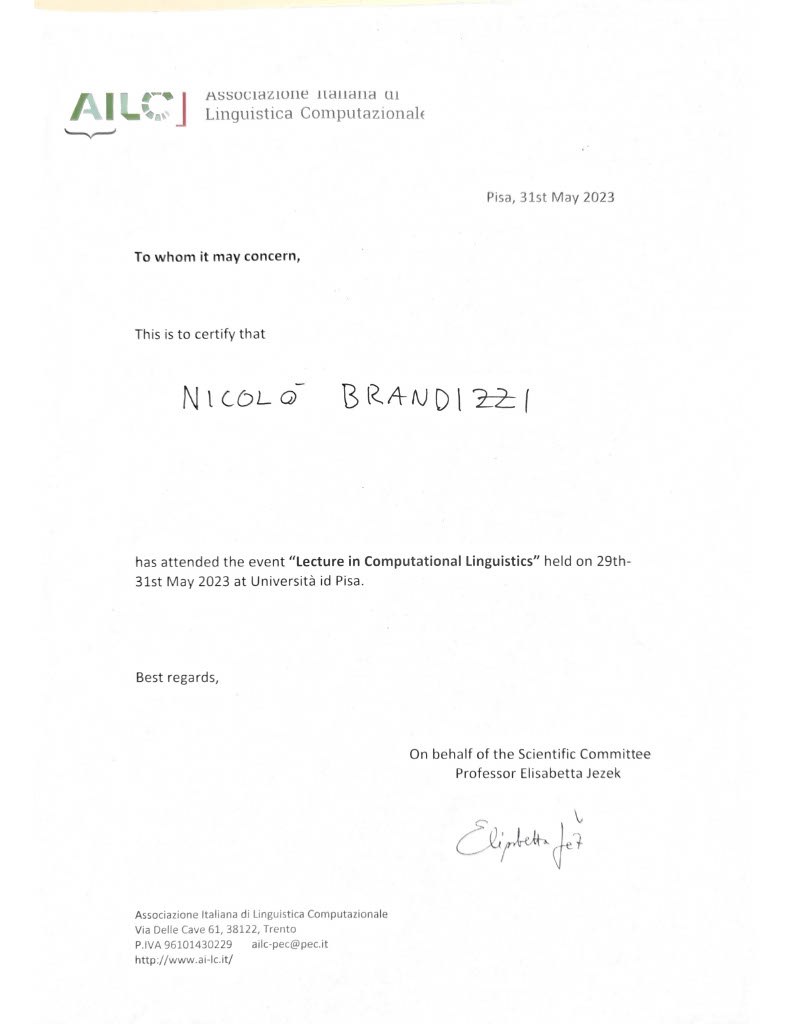 AILC
Associazione Italiana di
Linguistica Computazionale
Pisa, 31st May 2023
To whom it may concern,
This is to certify that
NICOLÒ BRANDIZZI
has attended the event “Lecture in Computational Linguistics” held on 29th-
31st May 2023 at Università id Pisa.
Best regards,
On behalf of the Scientific Committee
Professor Elisabetta Jezek
Elisabetta Jež
Associazione Italiana di Linguistica Computazionale
Via Delle Cave 61, 38122, Trento
P.IVA 96101430229 ailc-pec@pec.it
http://www.ai-lc.it/